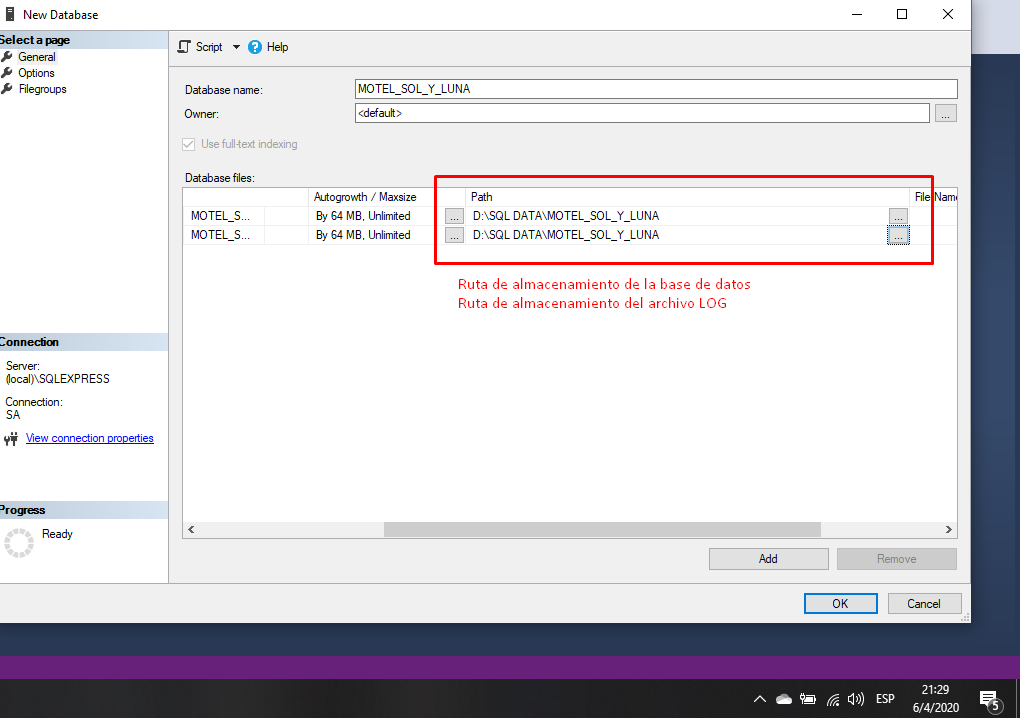 New Database
Select a page
General
Options
Filegroups
Script
Help
Database name:
MOTEL_SOL_Y_LUNA
Owner:
<default>
...
Use full-text indexing
Database files:
Autogrowth / Maxsize
Path
File Name
MOTEL_S...
By 64 MB, Unlimited
...
D:\SQL DATA\MOTEL_SOL_Y_LUNA
...
MOTEL_S...
By 64 MB, Unlimited
...
D:\SQL DATA\MOTEL_SOL_Y_LUNA
...
Ruta de almacenamiento de la base de datos
Ruta de almacenamiento del archivo LOG
Connection
Server:
(local)\SQLEXPRESS
Connection:
SA
View connection properties
Progress
Ready
Add
Remove
OK
Cancel
ESP
21:29
6/4/2020
5